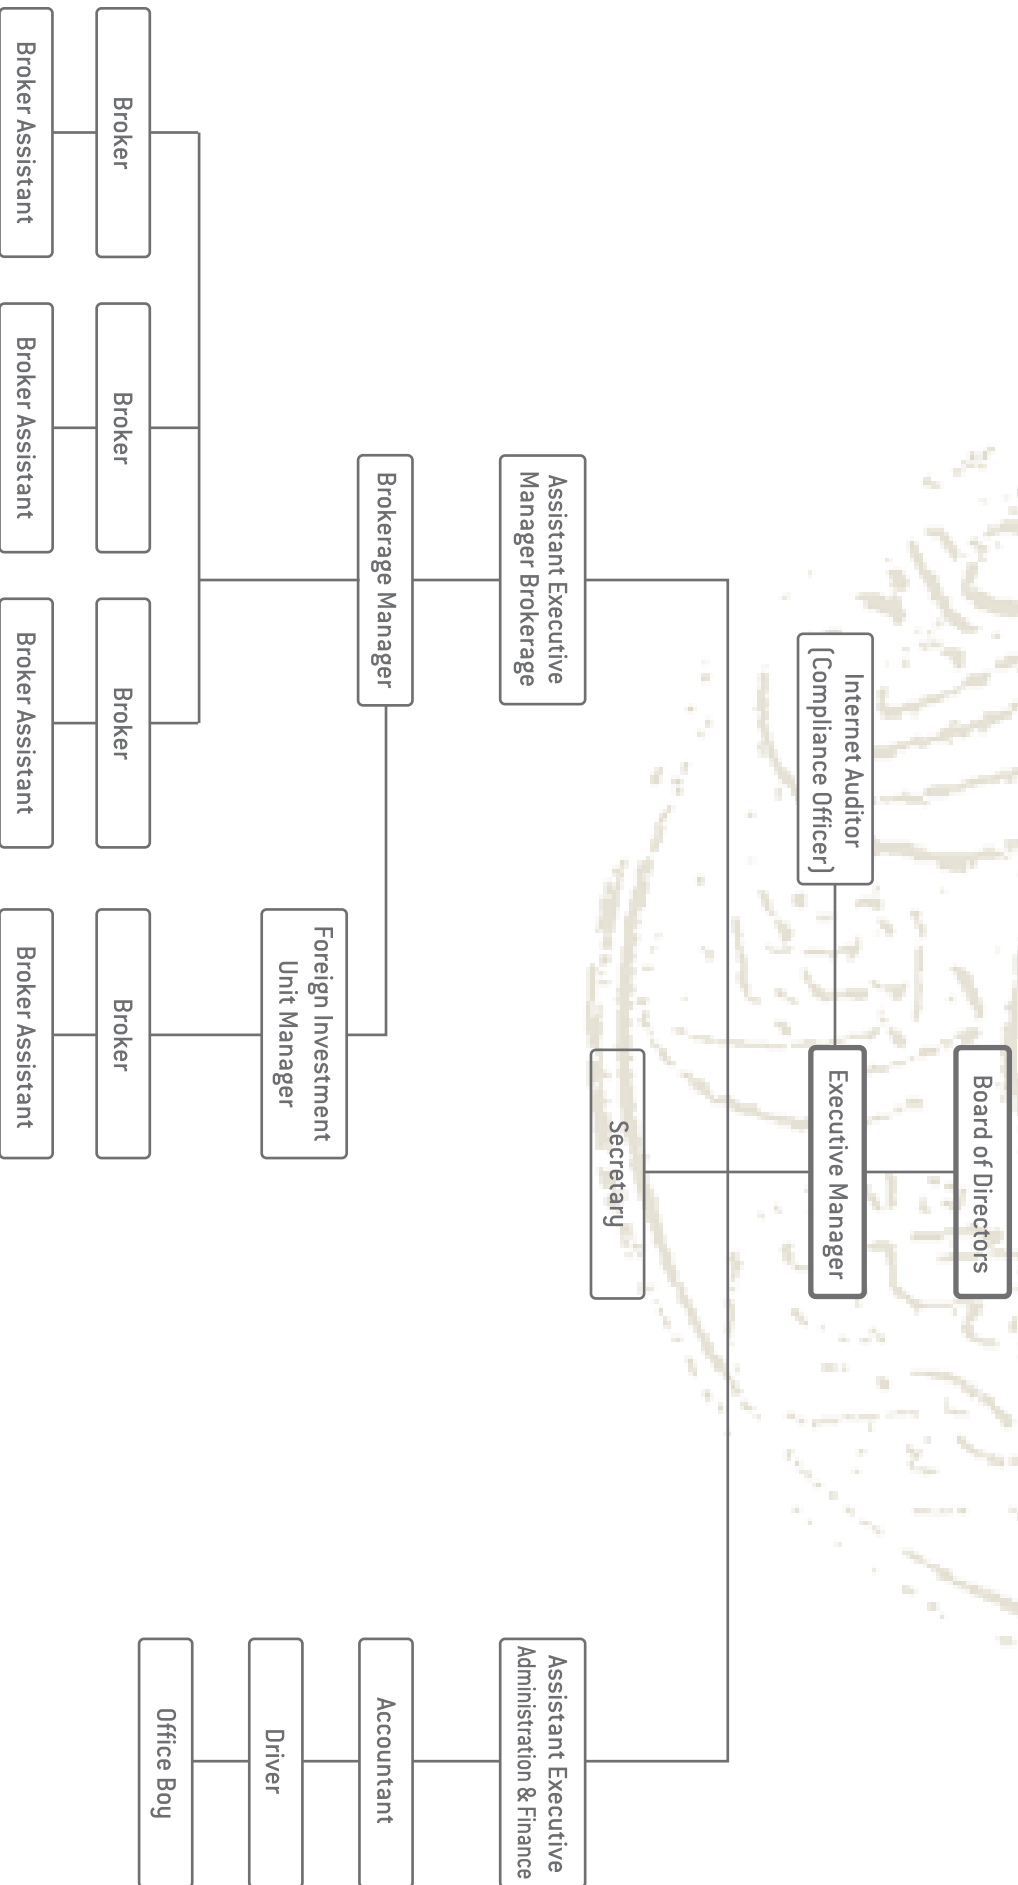 Board of Directors
Executive Manager
Internet Auditor
(Compliance Officer)
Secretary
Assistant Executive
Manager Brokerage
Assistant Executive
Administration & Finance
Brokerage Manager
Accountant
Foreign Investment
Unit Manager
Driver
Office Boy
Broker
Broker
Broker
Broker
Broker Assistant
Broker Assistant
Broker Assistant
Broker Assistant